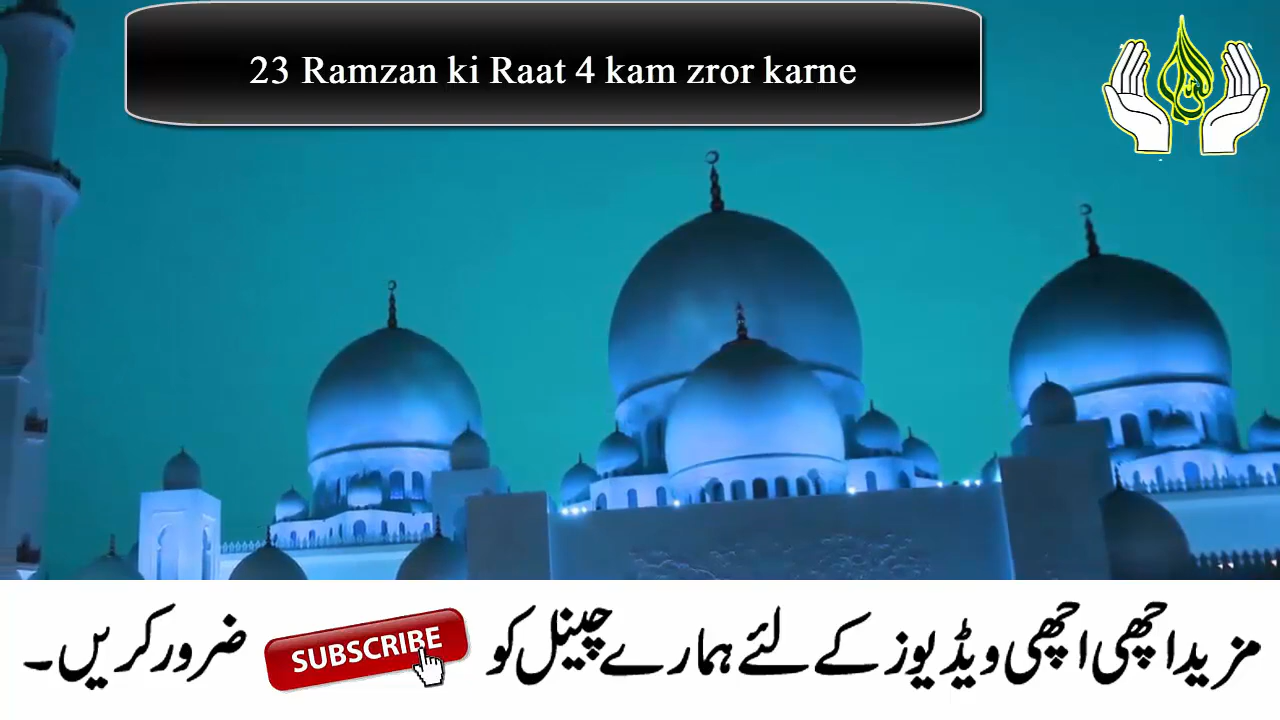 23 Ramzan ki Raat 4 kam zror karne
مزید اچھی اچھی ویڈیوز کے لئے ہمارے چینل کو SUBSCRIBE ضرور کریں۔